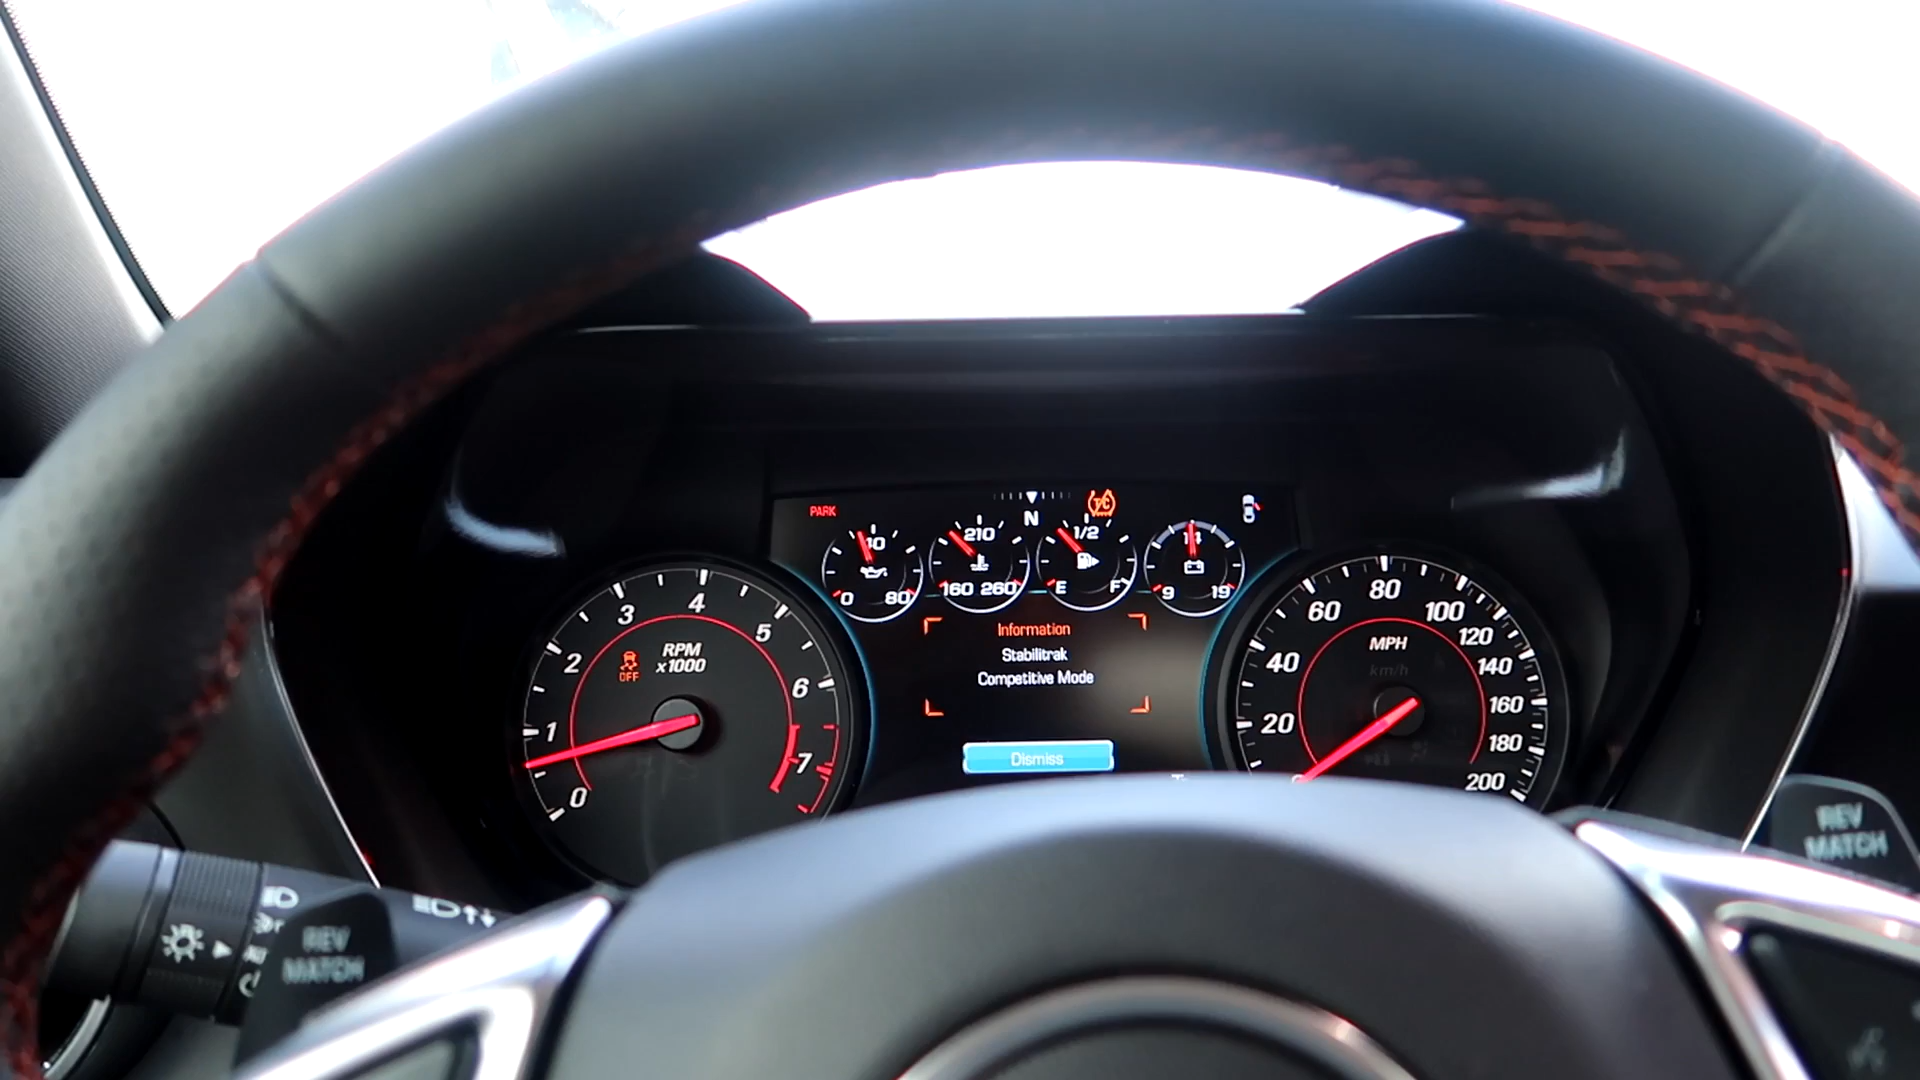 PARK
N
T/C
40
0 80
210
160 260
1/2
E F
9 19
Information
Stabilitrak
Competitive Mode
Dismiss
RPM
x1000
OFF
0
1
2
3
4
5
6
7
MPH
km/h
20
40
60
80
100
120
140
160
180
200
REV
MATCH
REV
MATCH